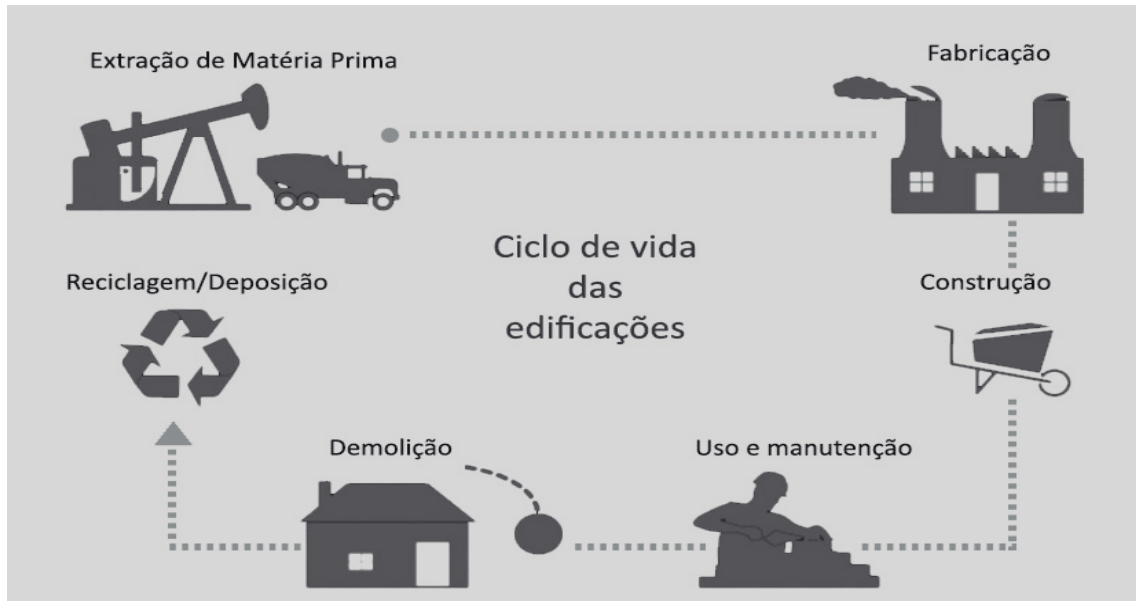 Extração de Matéria Prima
Fabricação
Ciclo de vida
das
edificações
Reciclagem/Deposição
Construção
Demolição
Uso e manutenção